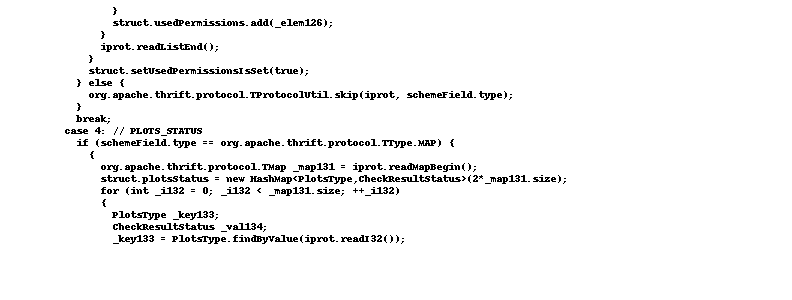 }
struct.usedPermissions.add(_elem126);
}
iprot.readListEnd();
}
struct.setUsedPermissionsIsSet(true);
} else {
org.apache.thrift.protocol.TProtocolUtil.skip(iprot, schemeField.type);
}
break;
case 4: // PLOTS_STATUS
if (schemeField.type == org.apache.thrift.protocol.TType.MAP) {
{
org.apache.thrift.protocol.TMap _map131 = iprot.readMapBegin();
struct.plotsStatus = new HashMap<PlotsType,CheckResultStatus>(2*_map131.size);
for (int _i132 = 0; _i132 < _map131.size; ++_i132)
{
PlotsType _key133;
CheckResultStatus _val134;
_key133 = PlotsType.findByValue(iprot.readI32());